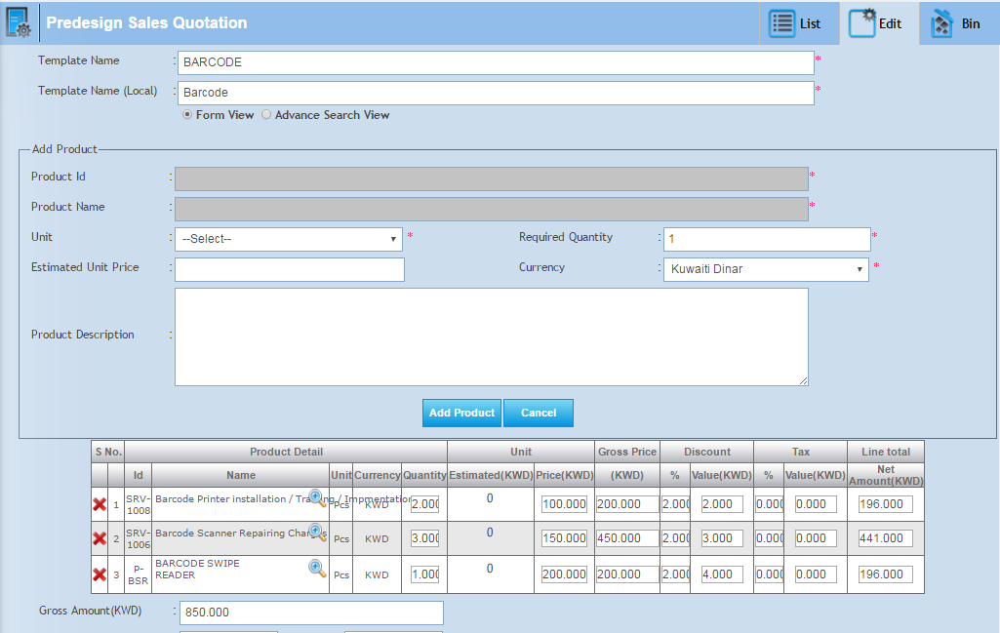 Predesign Sales Quotation List Edit Bin
Template Name : BARCODE *
Template Name (Local) : Barcode *
Form View Advance Search View
Add Product
Product Id : *
Product Name : *
Unit : --Select-- * Required Quantity : 1 *
Estimated Unit Price : Currency : Kuwaiti Dinar *
Product Description :
Add Product Cancel
S No. Product Detail Unit Gross Price Discount Tax Line total
Id Name Unit Currency Quantity Estimated(KWD) Price(KWD) (KWD) % Value(KWD) % Value(KWD) Net Amount(KWD)
1 SRV-1008 Barcode Printer installation / Training / Impmentation Pcs KWD 2.000 0 100.000 200.000 2.000 2.000 0.000 0.000 196.000
2 SRV-1006 Barcode Scanner Repairing Charges Pcs KWD 3.000 0 150.000 450.000 2.000 3.000 0.000 0.000 441.000
3 P-BSR BARCODE SWIPE READER Pcs KWD 1.000 0 200.000 200.000 2.000 4.000 0.000 0.000 196.000
Gross Amount(KWD) : 850.000